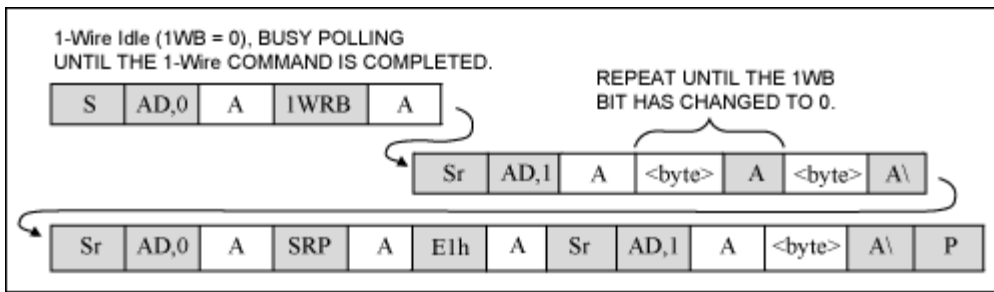 1-Wire Idle (1WB = 0), BUSY POLLING
UNTIL THE 1-Wire COMMAND IS COMPLETED.
REPEAT UNTIL THE 1WB
BIT HAS CHANGED TO 0.
S AD,0 A 1WRB A
Sr AD,1 A <byte> A <byte> A\
Sr AD,0 A SRP A E1h A Sr AD,1 A <byte> A\ P